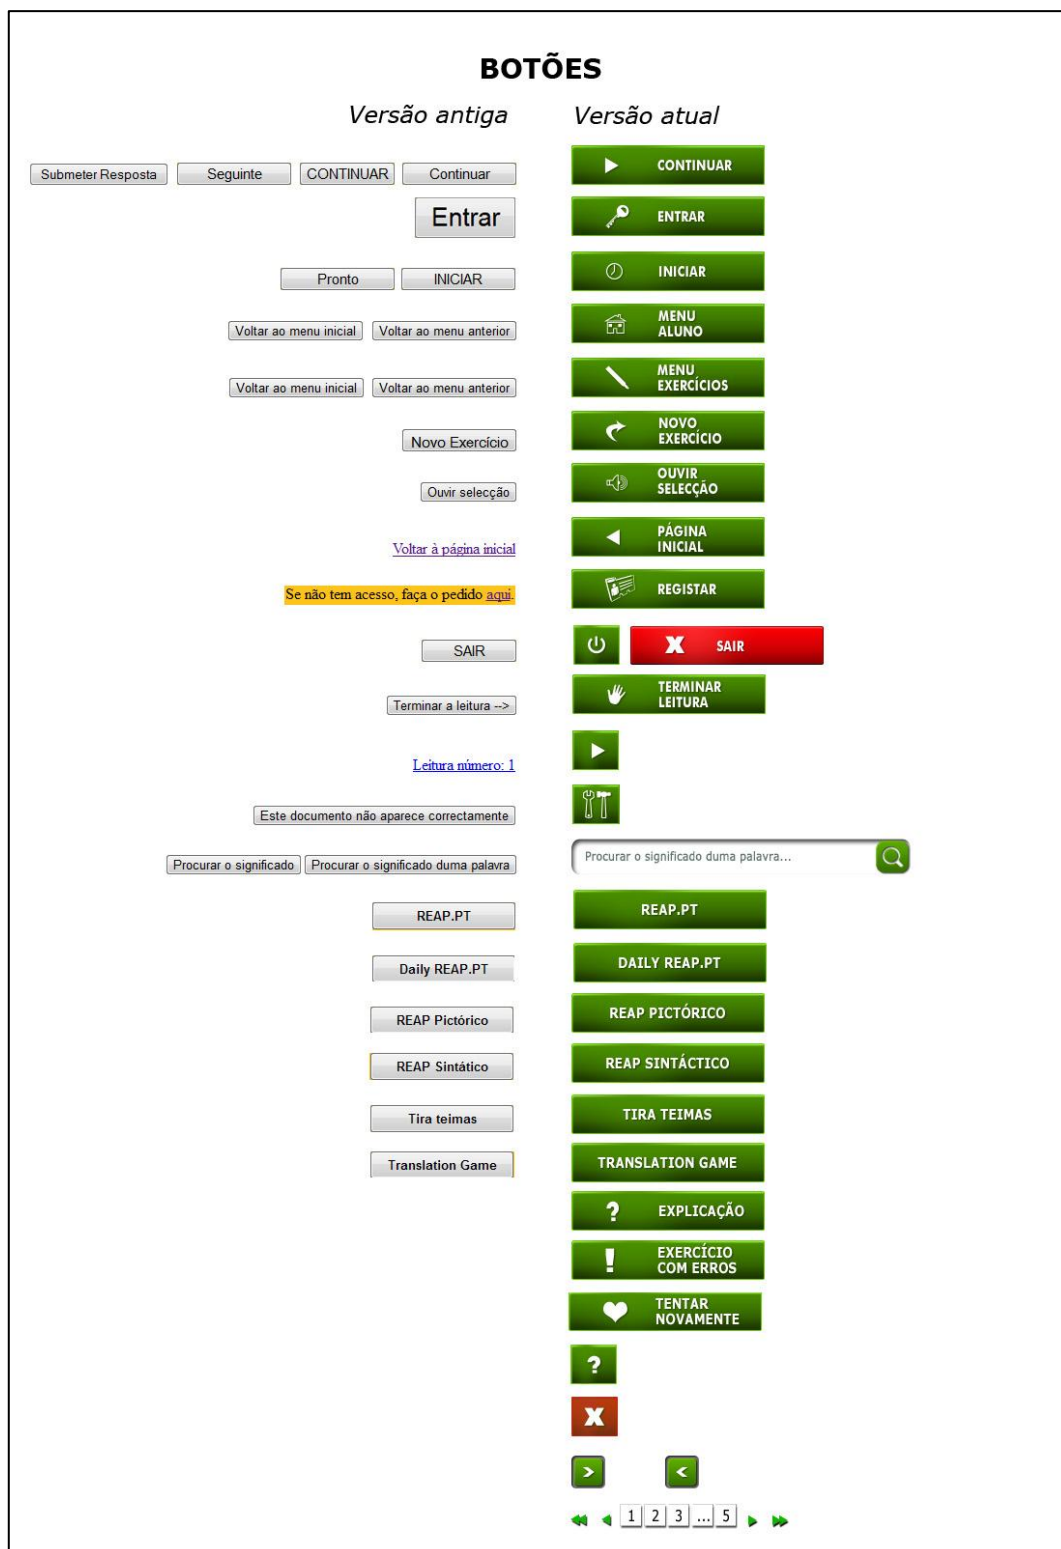 BOTÕES
Versão antiga Versão atual
Submeter Resposta Seguinte CONTINUAR Continuar CONTINUAR
Entrar ENTRAR
Pronto INICIAR INICIAR
Voltar ao menu inicial Voltar ao menu anterior MENU
ALUNO
Voltar ao menu inicial Voltar ao menu anterior MENU
EXERCÍCIOS
Novo Exercício NOVO
EXERCÍCIO
Ouvir selecção OUVIR
SELECÇÃO
Voltar à página inicial PÁGINA
INICIAL
Se não tem acesso, faça o pedido aqui. REGISTAR
SAIR X SAIR
Terminar a leitura --> TERMINAR
LEITURA
Leitura número: 1
Este documento não aparece correctamente
Procurar o significado Procurar o significado duma palavra Procurar o significado duma palavra...
REAP.PT REAP.PT
Daily REAP.PT DAILY REAP.PT
REAP Pictórico REAP PICTÓRICO
REAP Sintático REAP SINTÁCTICO
Tira teimas TIRA TEIMAS
Translation Game TRANSLATION GAME
? EXPLICAÇÃO
! EXERCÍCIO
COM ERROS
TENTAR
NOVAMENTE
?
X
> <
1 2 3 ... 5